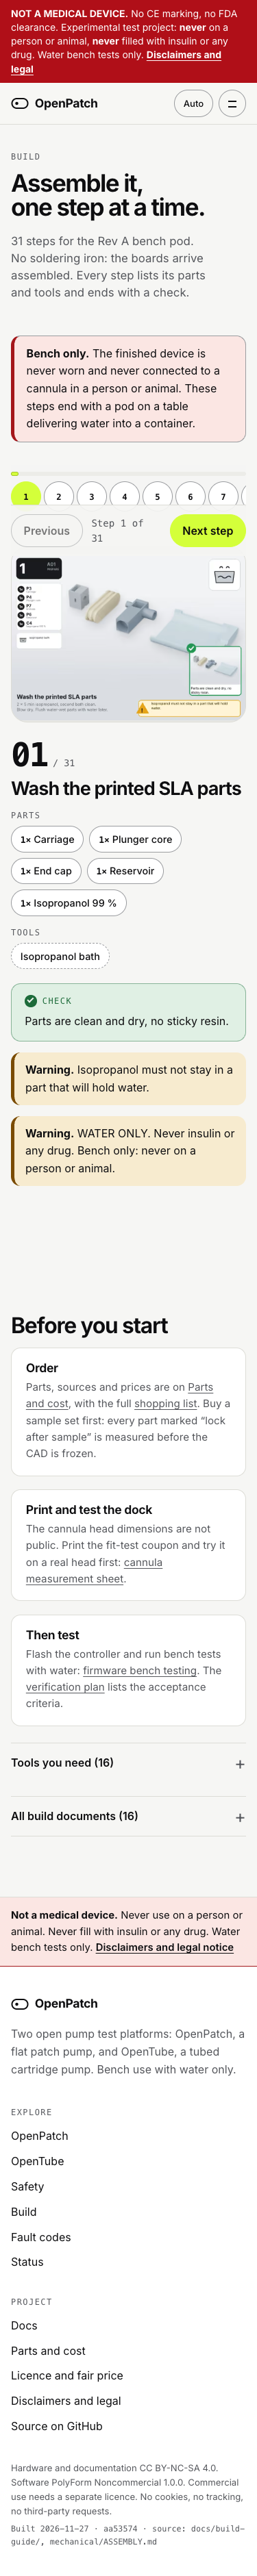 NOT A MEDICAL DEVICE. No CE marking, no FDA
clearance. Experimental test project: never on a
person or animal, never filled with insulin or any
drug. Water bench tests only. Disclaimers and
legal
OpenPatch
Auto
BUILD
Assemble it,
one step at a time.
31 steps for the Rev A bench pod.
No soldering iron: the boards arrive
assembled. Every step lists its parts
and tools and ends with a check.
Bench only. The finished device is
never worn and never connected to a
cannula in a person or animal. These
steps end with a pod on a table
delivering water into a container.
1 2 3 4 5 6 7
Previous
Step 1 of
31
Next step
1
Wash the printed SLA parts
Parts are clean and dry, no
sticky resin.
Isopropanol must not stay in a part that will hold
water.
01 / 31
Wash the printed SLA parts
PARTS
1× Carriage
1× Plunger core
1× End cap
1× Reservoir
1× Isopropanol 99 %
TOOLS
Isopropanol bath
CHECK
Parts are clean and dry, no sticky resin.
Warning. Isopropanol must not stay in a
part that will hold water.
Warning. WATER ONLY. Never insulin or
any drug. Bench only: never on a
person or animal.
Before you start
Order
Parts, sources and prices are on Parts
and cost, with the full shopping list. Buy a
sample set first: every part marked “lock
after sample” is measured before the
CAD is frozen.
Print and test the dock
The cannula head dimensions are not
public. Print the fit-test coupon and try it
on a real head first: cannula
measurement sheet.
Then test
Flash the controller and run bench tests
with water: firmware bench testing. The
verification plan lists the acceptance
criteria.
Tools you need (16)
All build documents (16)
Not a medical device. Never use on a person or
animal. Never fill with insulin or any drug. Water
bench tests only. Disclaimers and legal notice
OpenPatch
Two open pump test platforms: OpenPatch, a
flat patch pump, and OpenTube, a tubed
cartridge pump. Bench use with water only.
EXPLORE
OpenPatch
OpenTube
Safety
Build
Fault codes
Status
PROJECT
Docs
Parts and cost
Licence and fair price
Disclaimers and legal
Source on GitHub
Hardware and documentation CC BY-NC-SA 4.0.
Software PolyForm Noncommercial 1.0.0. Commercial
use needs a separate licence. No cookies, no tracking,
no third-party requests.
Built 2026-11-27 · aa53574 · source: docs/build-
guide/, mechanical/ASSEMBLY.md